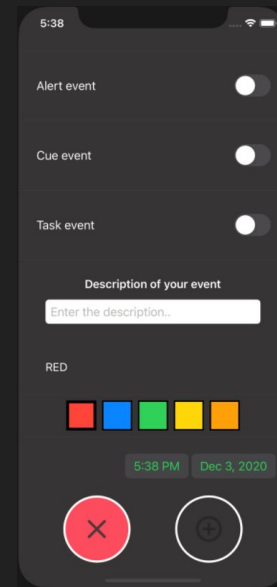 5:38
Alert event
Cue event
Task event
Description of your event
Enter the description..
RED
5:38 PM Dec 3, 2020